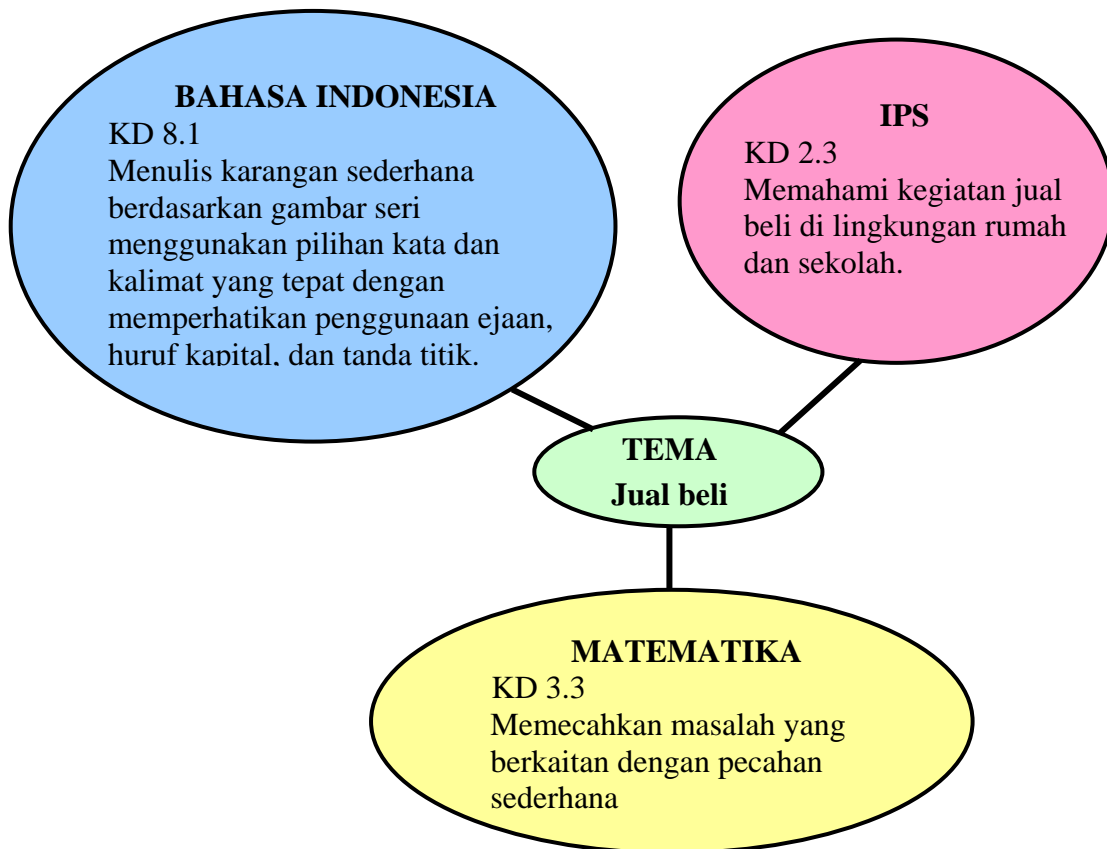 BAHASA INDONESIA
KD 8.1
Menulis karangan sederhana
berdasarkan gambar seri
menggunakan pilihan kata dan
kalimat yang tepat dengan
memperhatikan penggunaan ejaan,
huruf kapital, dan tanda titik.
IPS
KD 2.3
Memahami kegiatan jual
beli di lingkungan rumah
dan sekolah.
TEMA
Jual beli
MATEMATIKA
KD 3.3
Memecahkan masalah yang
berkaitan dengan pecahan
sederhana